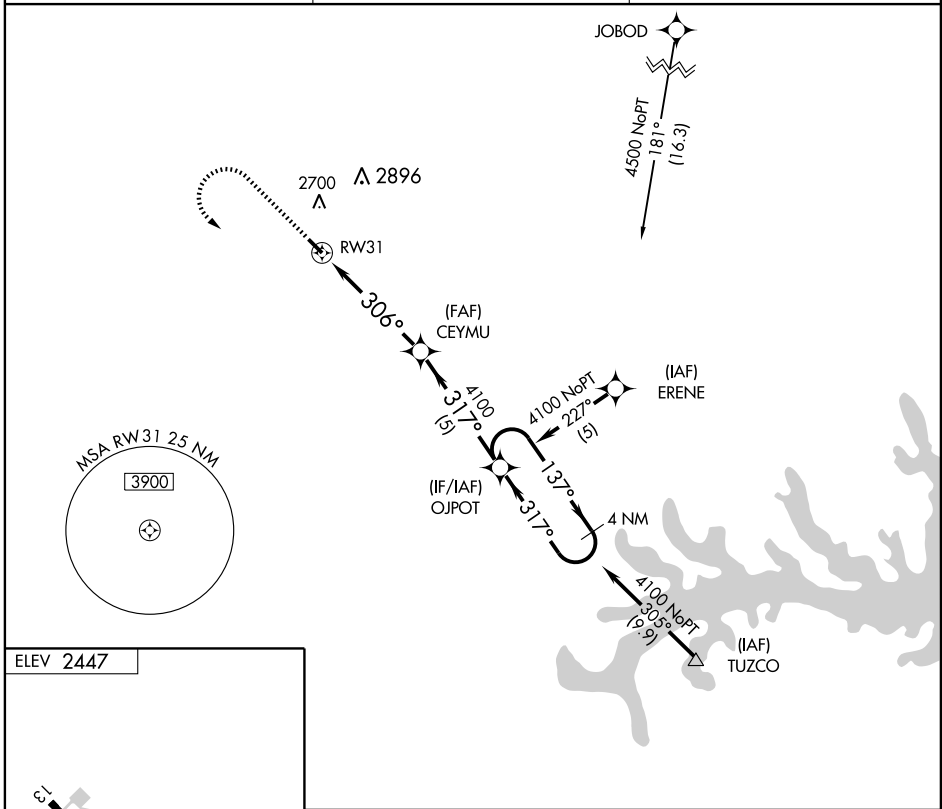 JOBOD
4500 NoPT
181°
(16.3)
2700
2896
RW31
306°
(FAF)
CEYMU
4100
317°
(5)
4100 NoPT
227°
(5)
(IAF)
ERENE
MSA RW31 25 NM
3900
(IF/IAF)
OJPOT
137°
317°
4 NM
4100 NoPT
305°
(9.9)
(IAF)
TUZCO
ELEV 2447
13